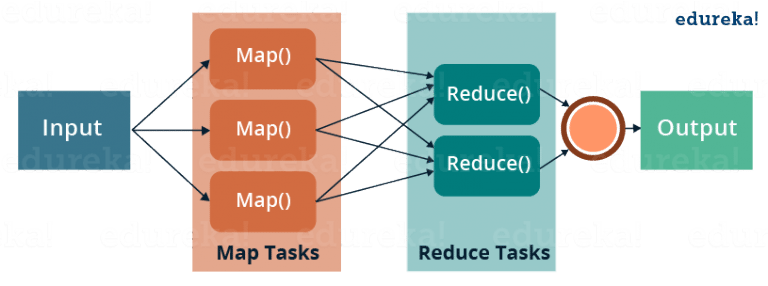 edureka!
Input
Map()
Map()
Map()
Map Tasks
Reduce()
Reduce()
Reduce Tasks
Output